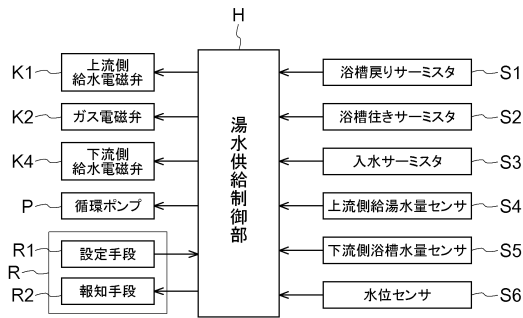 H
K1
上流側
給水電磁弁
K2
ガス電磁弁
K4
下流側
給水電磁弁
P
循環ポンプ
R
R1
設定手段
R2
報知手段
湯水供給制御部
浴槽戻りサーミスタ
S1
浴槽往きサーミスタ
S2
入水サーミスタ
S3
上流側給湯水量センサ
S4
下流側浴槽水量センサ
S5
水位センサ
S6